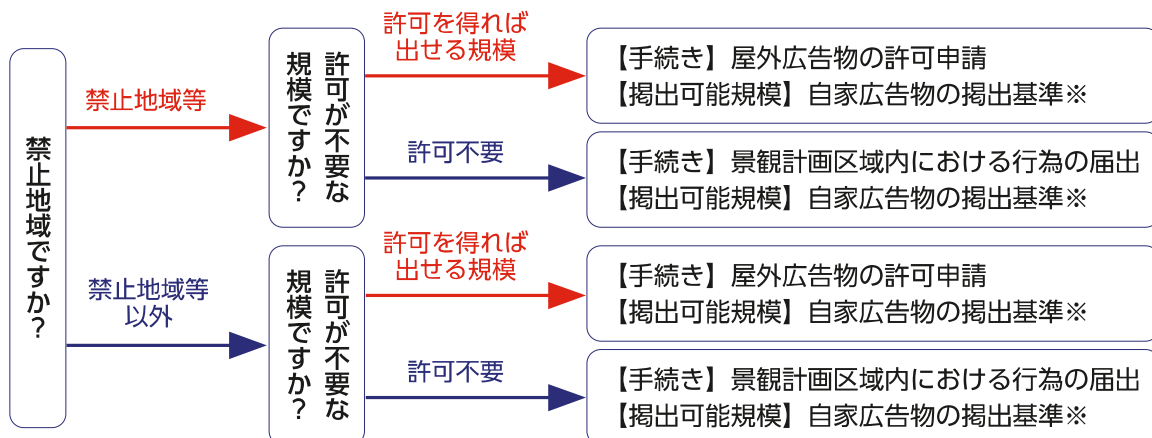 禁止地域ですか？
禁止地域等
許可が不要な
規模ですか？
許可を得れば
出せる規模
【手続き】屋外広告物の許可申請
【掲出可能規模】自家広告物の掲出基準※
許可不要
【手続き】景観計画区域内における行為の届出
【掲出可能規模】自家広告物の掲出基準※
禁止地域等
以外
許可が不要な
規模ですか？
許可を得れば
出せる規模
【手続き】屋外広告物の許可申請
【掲出可能規模】自家広告物の掲出基準※
許可不要
【手続き】景観計画区域内における行為の届出
【掲出可能規模】自家広告物の掲出基準※